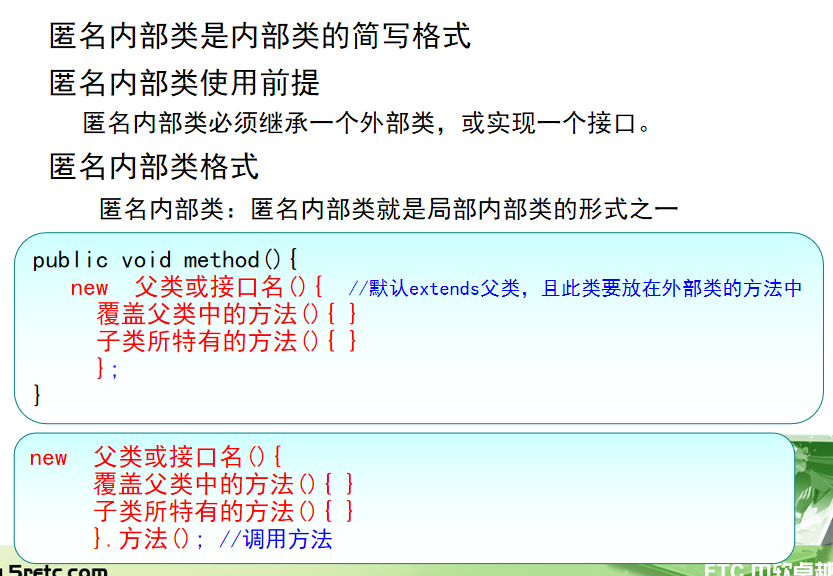 匿名内部类是内部类的简写格式
匿名内部类使用前提
匿名内部类必须继承一个外部类，或实现一个接口。
匿名内部类格式
匿名内部类：匿名内部类就是局部内部类的形式之一
public void method(){
new 父类或接口名(){ //默认extends父类，且此类要放在外部类的方法中
覆盖父类中的方法(){ }
子类所特有的方法(){ }
};
}
new 父类或接口名(){
覆盖父类中的方法(){ }
子类所特有的方法(){ }
}.方法(); //调用方法
.5retc.com
ETC